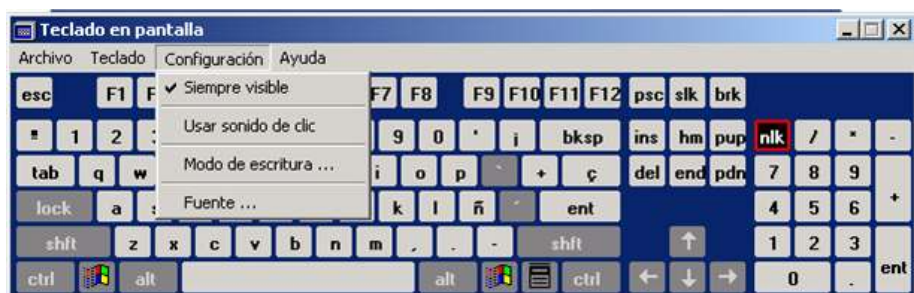 Teclado en pantalla
Archivo Teclado Configuración Ayuda
✓ Siempre visible
Usar sonido de clic
Modo de escritura ...
Fuente ...
esc F1 F F7 F8 F9 F10 F11 F12 psc slk brk
1 2 9 0 ' ¡ bksp ins hm pup nlk / * -
tab q w i o p ` + ç del end pdn 7 8 9 +
lock a k l ñ ´ ent 4 5 6
shft z x c v b n m , . - shft ↑ 1 2 3 ent
ctrl alt alt ctrl ← ↓ → 0 .